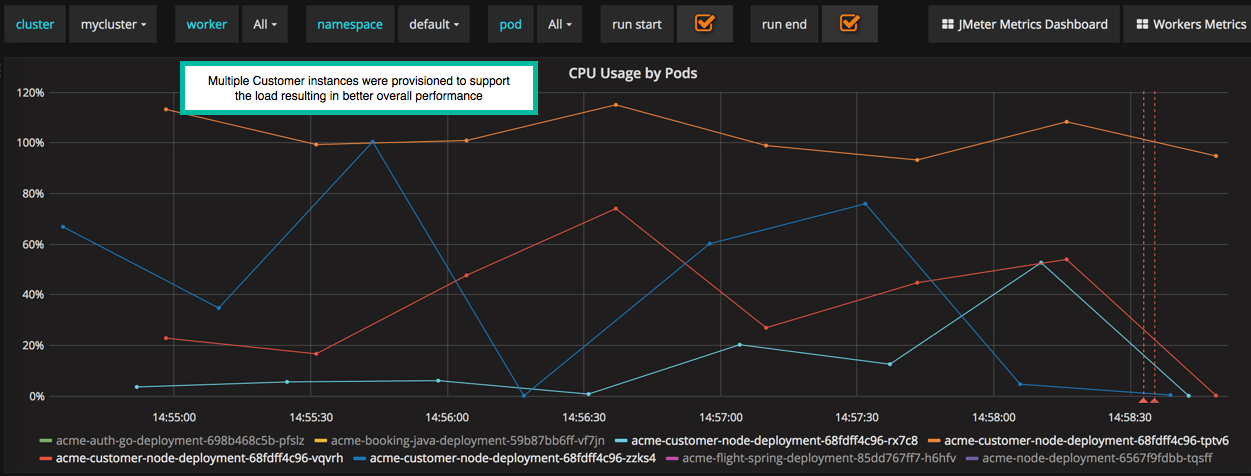 cluster mycluster worker All namespace default pod All run start run end JMeter Metrics Dashboard Workers Metrics
CPU Usage by Pods
Multiple Customer instances were provisioned to support
the load resulting in better overall performance
120%
100%
80%
60%
40%
20%
0%
14:55:00 14:55:30 14:56:00 14:56:30 14:57:00 14:57:30 14:58:00 14:58:30
acme-auth-go-deployment-698b468c5b-pfslz acme-booking-java-deployment-59b87bb6ff-vf7jn acme-customer-node-deployment-68fdff4c96-rx7c8 acme-customer-node-deployment-68fdff4c96-tptv6
acme-customer-node-deployment-68fdff4c96-vqvrh acme-customer-node-deployment-68fdff4c96-zzks4 acme-flight-spring-deployment-85dd767ff7-h6hfv acme-node-deployment-6567f9fdbb-tqsff